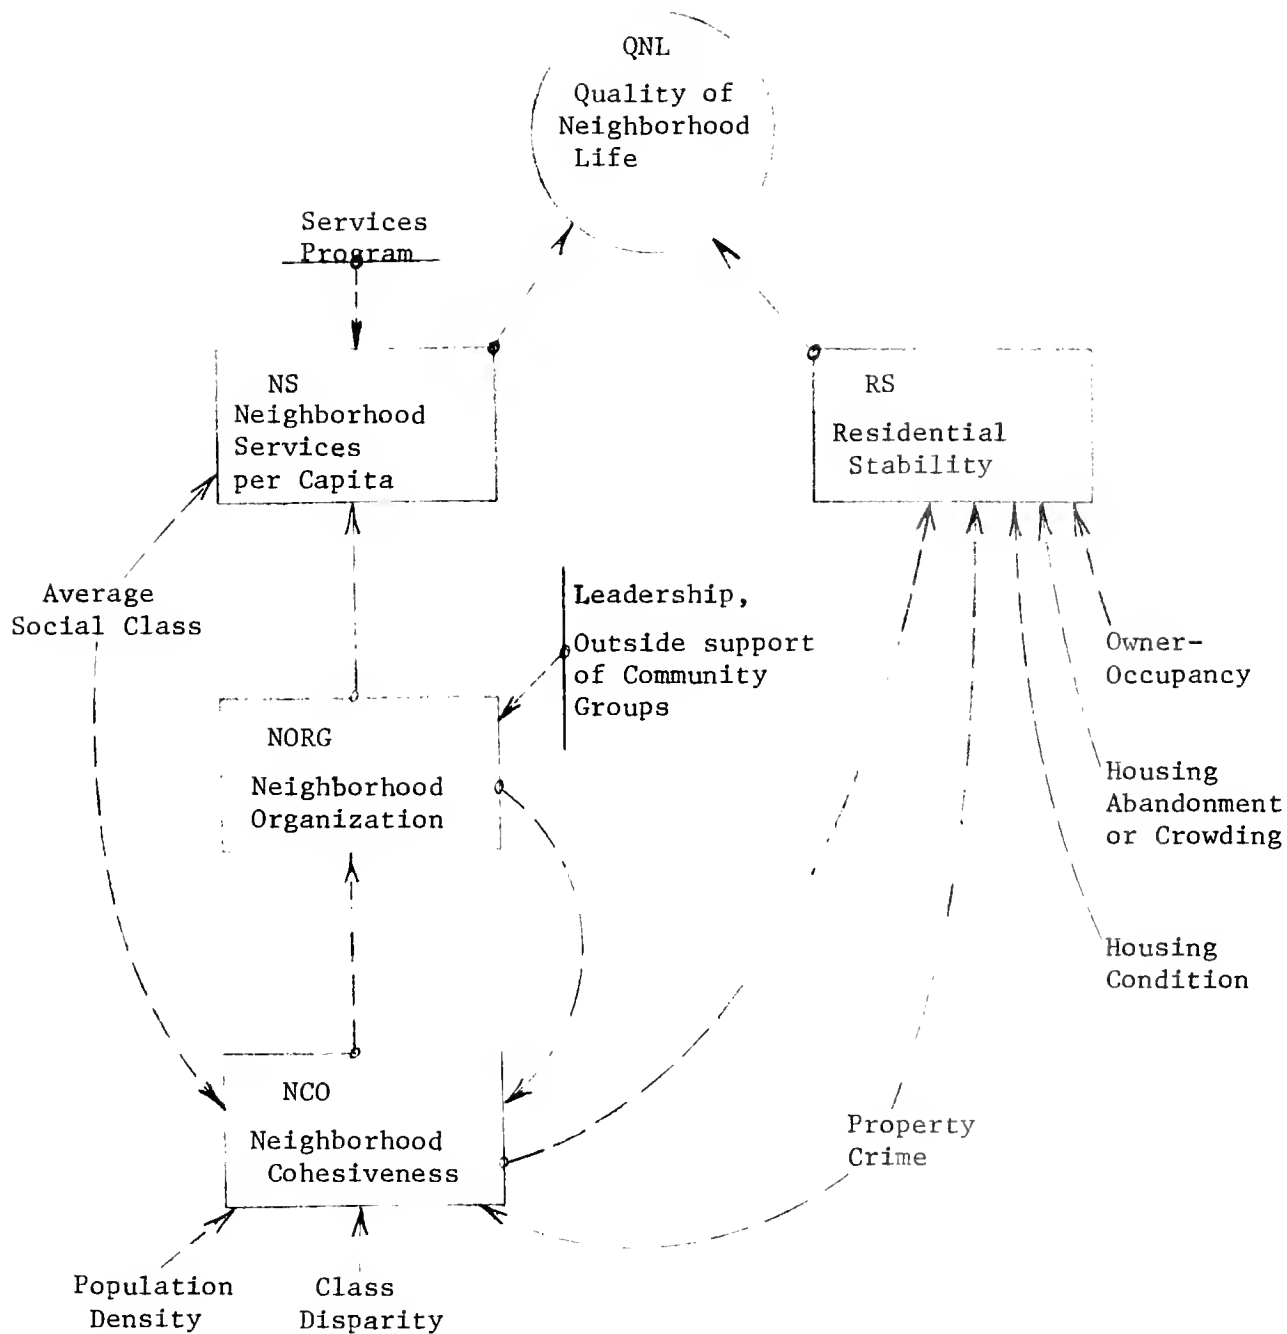 QNL
Quality of
Neighborhood
Life
Services
Program
NS
Neighborhood
Services
per Capita
RS
Residential
Stability
Average
Social Class
Leadership,
Outside support
of Community
Groups
Owner-
Occupancy
NORG
Neighborhood
Organization
Housing
Abandonment
or Crowding
Housing
Condition
NCO
Neighborhood
Cohesiveness
Property
Crime
Population
Density
Class
Disparity